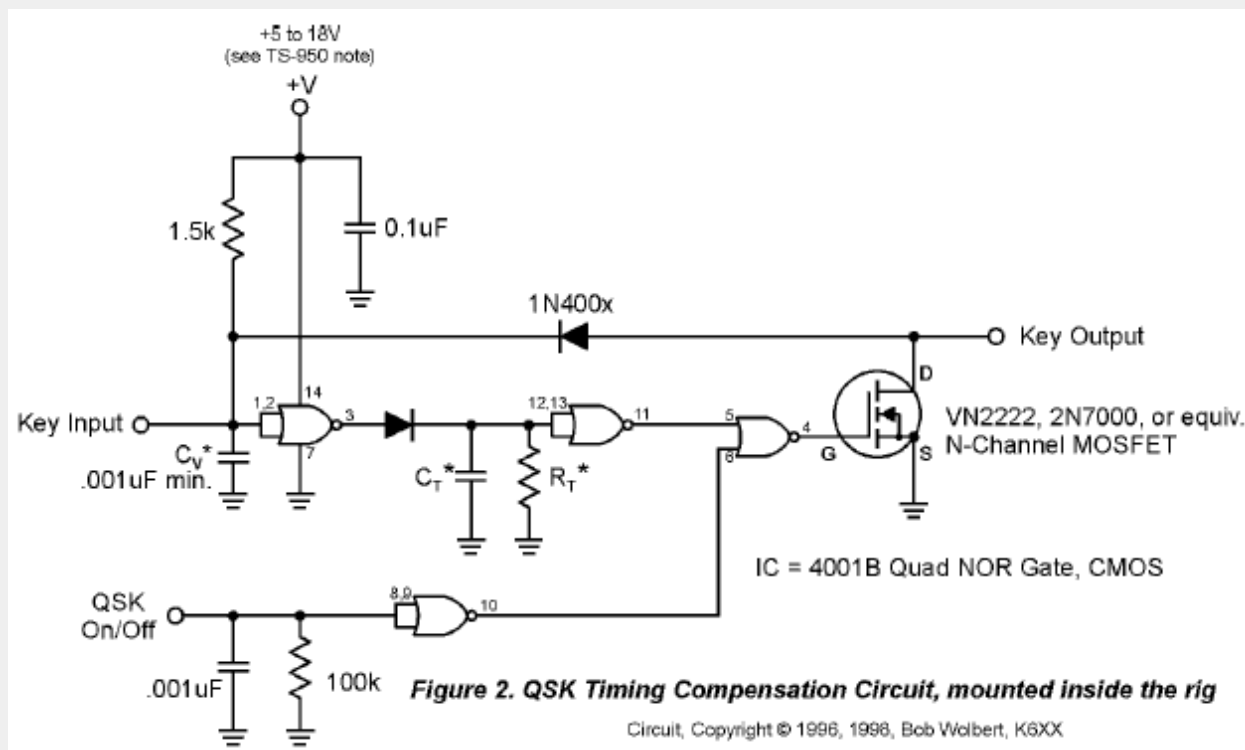 +5 to 18V
(see TS-950 note)
+V
1.5k
0.1uF
1N400x
Key Output
D
14
1,2
3
12,13
11
5
4
6
G
S
VN2222, 2N7000, or equiv.
N-Channel MOSFET
Key Input
7
Cv*
.001uF min.
CT*
RT*
IC = 4001B Quad NOR Gate, CMOS
QSK
On/Off
8,9
10
.001uF
100k
Figure 2. QSK Timing Compensation Circuit, mounted inside the rig
Circuit, Copyright © 1996, 1998, Bob Wolbert, K6XX